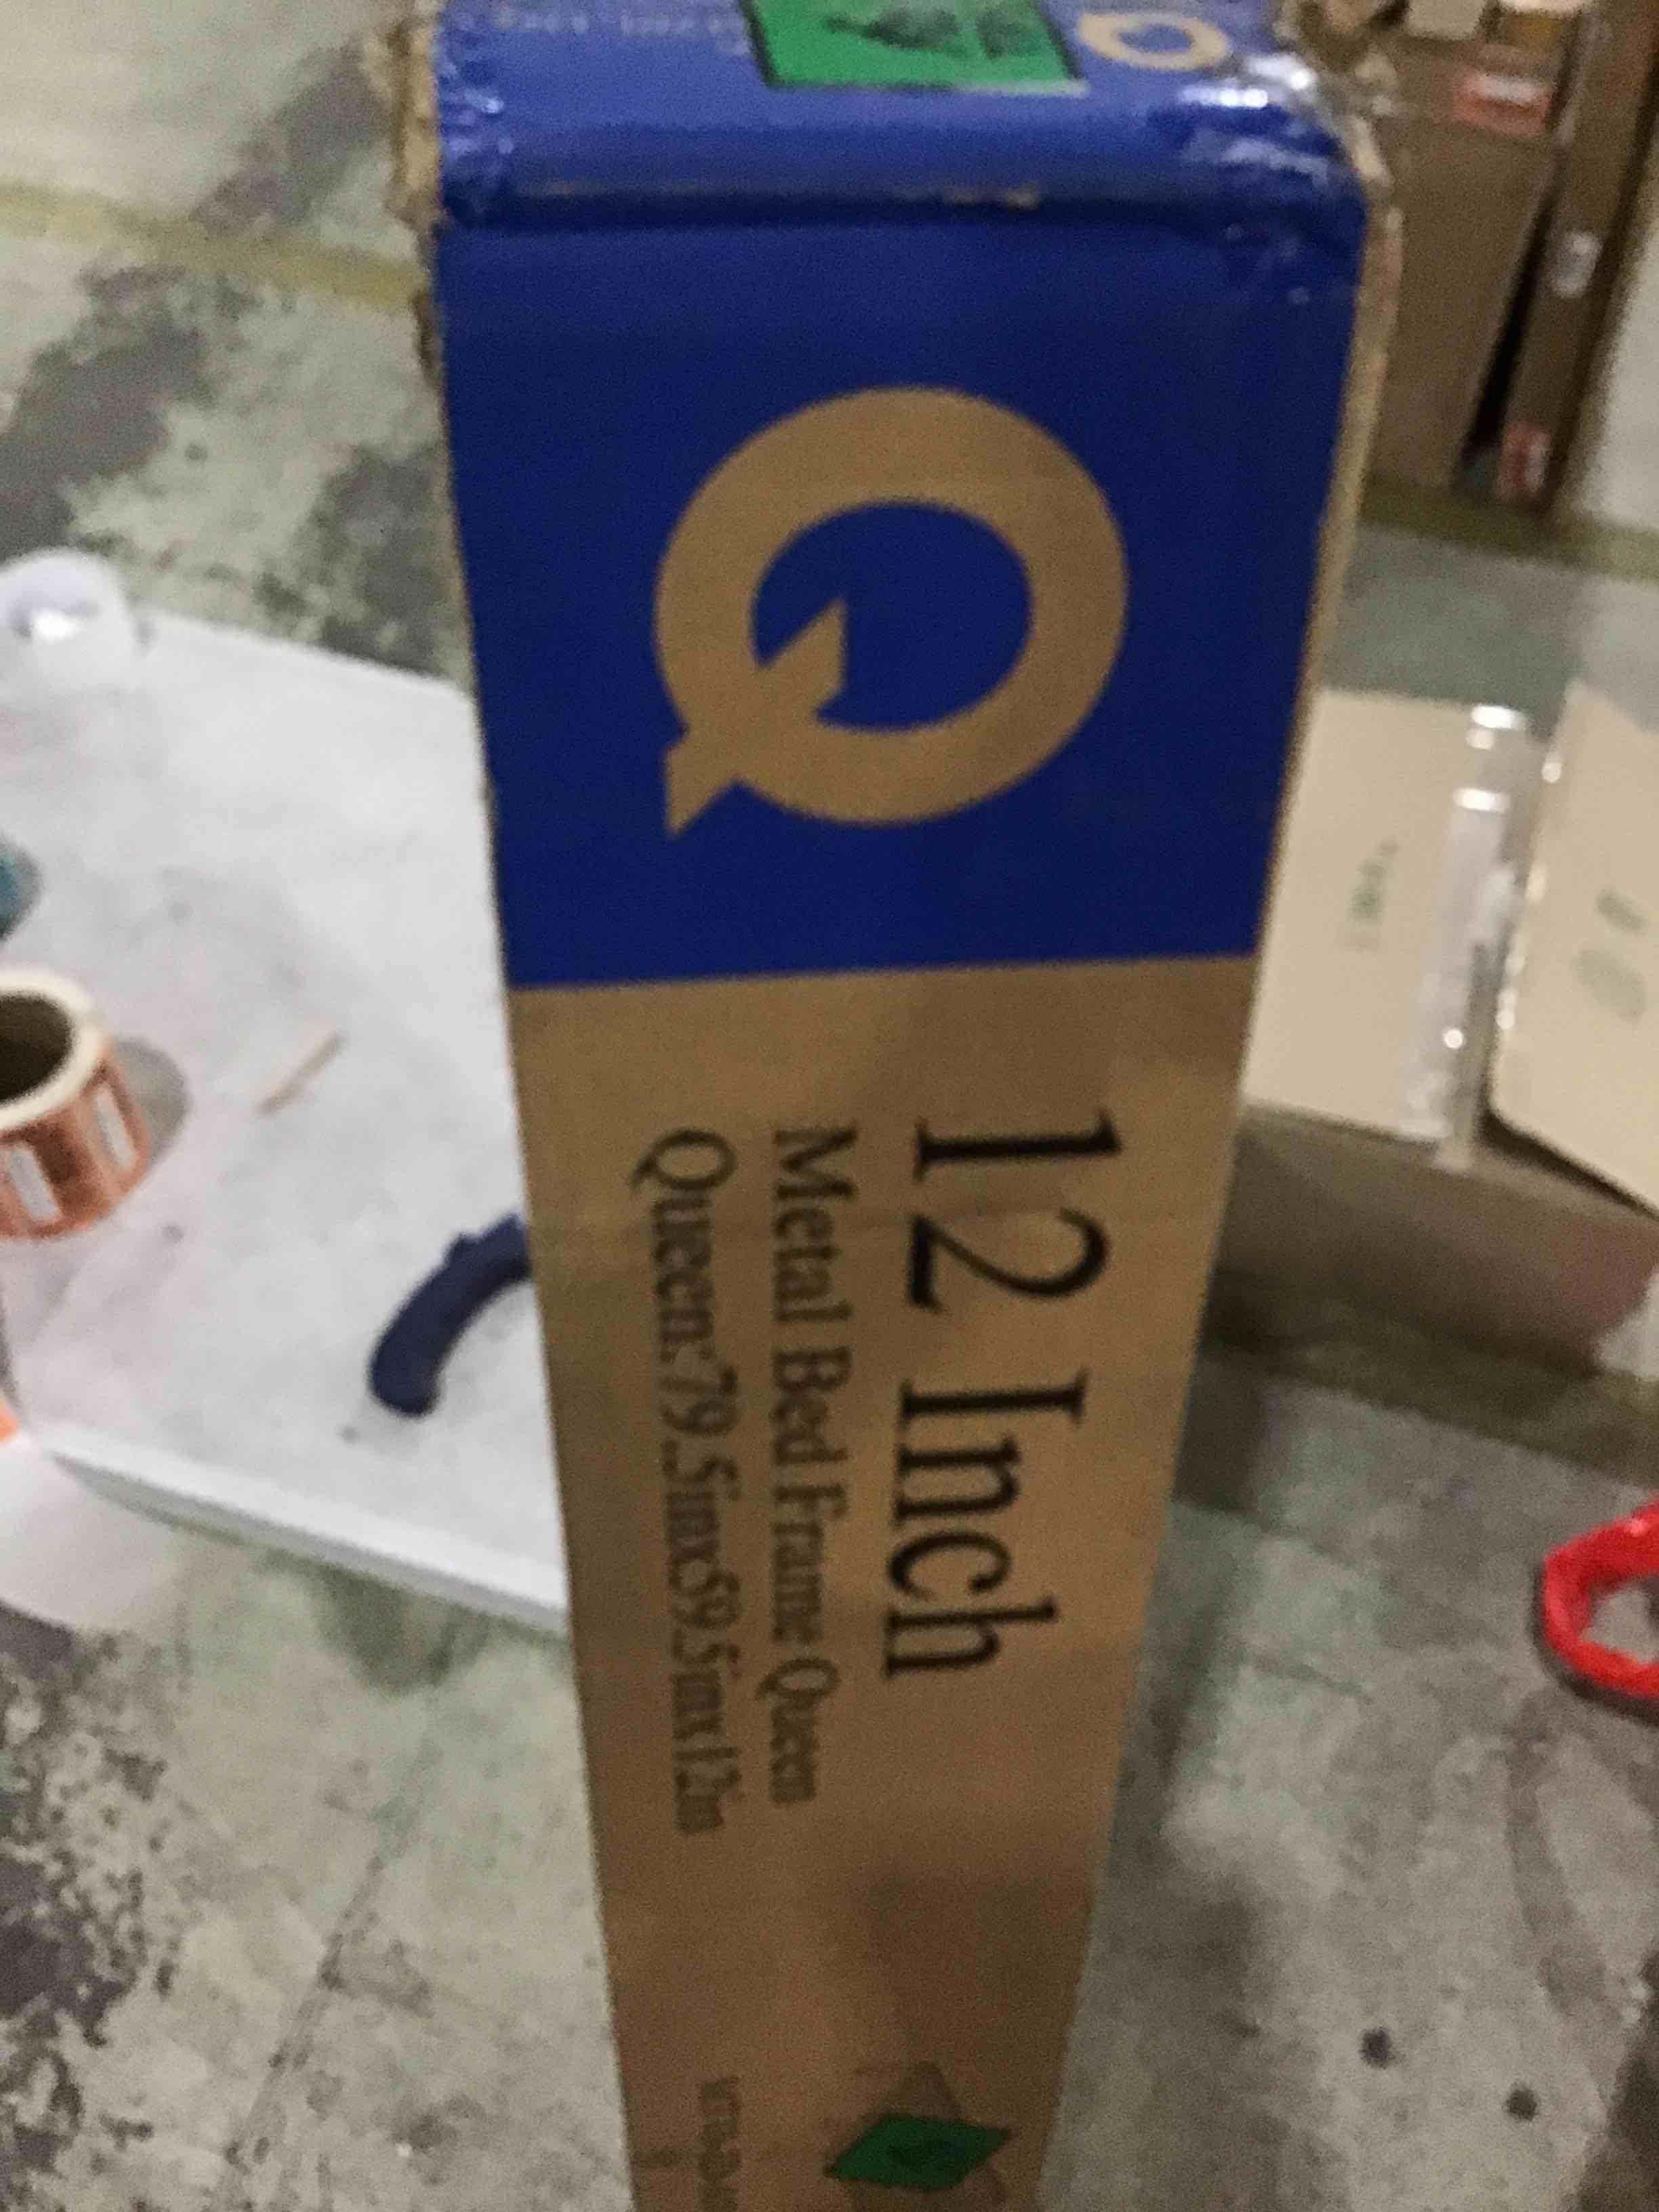 Q
12 Inch
Metal Bed Frame Queen
Queen:79.5inx59.5inx12in